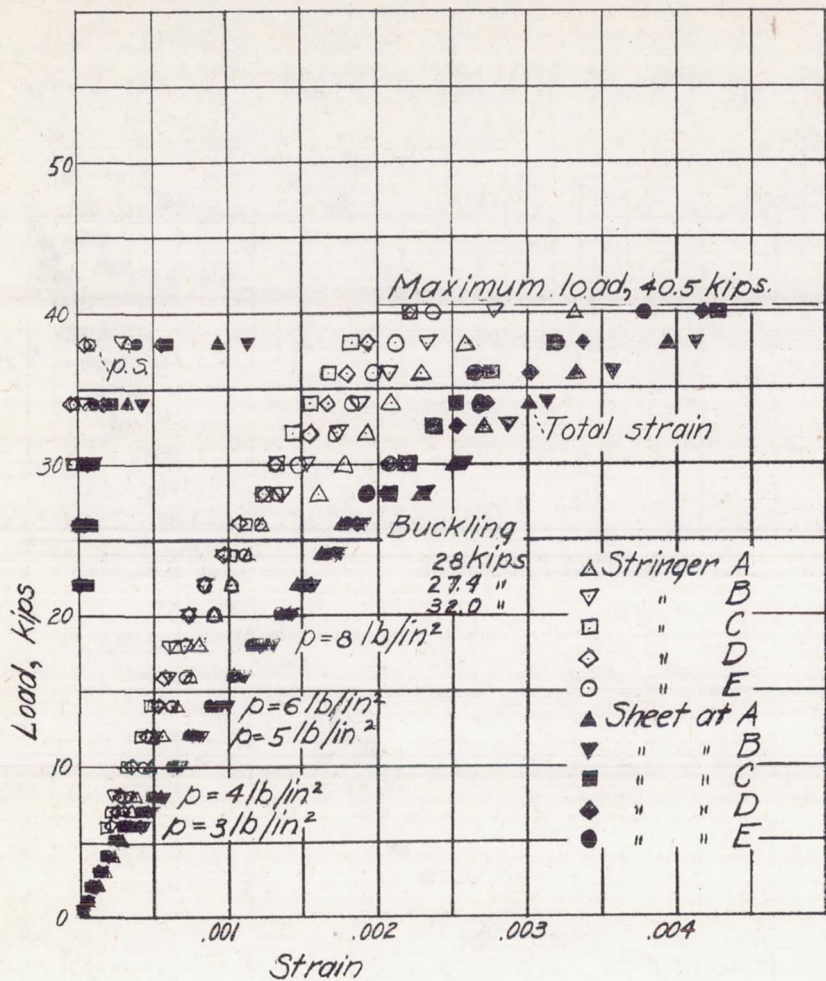 50
Maximum load, 40.5 kips.
40
p.s.
Total strain
30
Buckling
28 kips
27.4 "
32.0 "
△ Stringer A
▽ " B
□ " C
◇ " D
○ " E
▲ Sheet at A
▼ " " B
■ " " C
◆ " " D
● " " E
20
p = 8 lb/in²
p = 6 lb/in²
p = 5 lb/in²
10
p = 4 lb/in²
p = 3 lb/in²
0
Load, kips
.001 .002 .003 .004
Strain